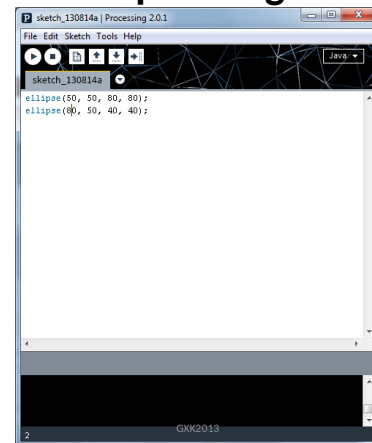 sketch_130814a | Processing 2.0.1
File Edit Sketch Tools Help
Java
sketch_130814a
ellipse(50, 50, 80, 80);
ellipse(80, 50, 40, 40);
GXK2013
2